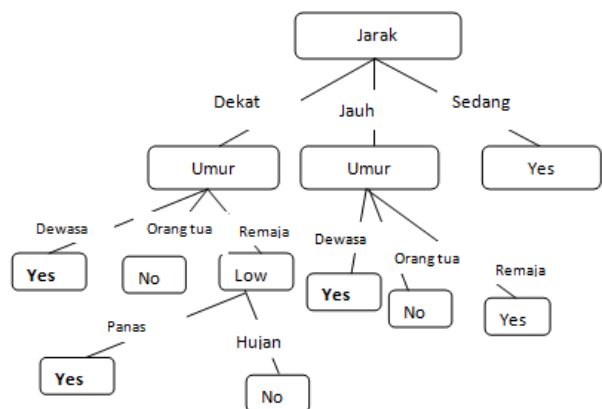 Jarak
Dekat
Jauh
Sedang
Umur
Umur
Yes
Dewasa
Orang tua
Remaja
Dewasa
Orang tua
Remaja
Yes
No
Low
Yes
No
Yes
Panas
Hujan
Yes
No